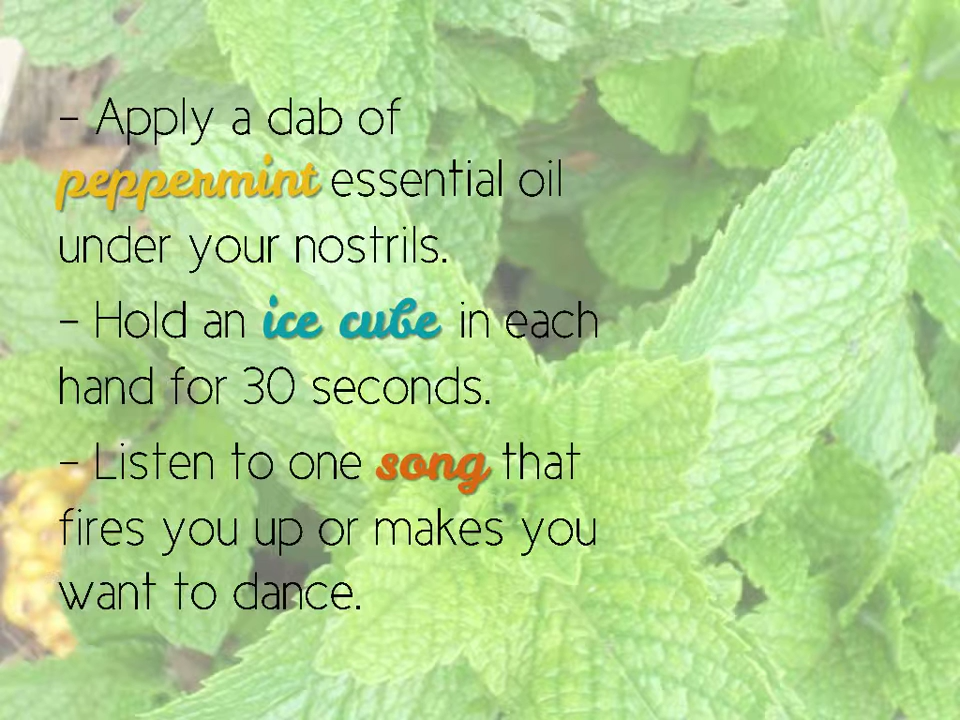 - Apply a dab of
peppermint essential oil
under your nostrils.
- Hold an ice cube in each
hand for 30 seconds.
- Listen to one song that
fires you up or makes you
want to dance.